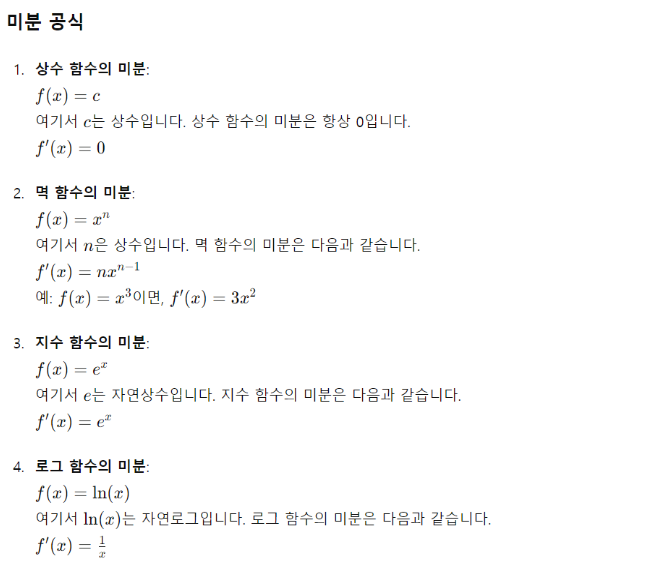 미분 공식
1. 상수 함수의 미분:
f(x) = c
여기서 c는 상수입니다. 상수 함수의 미분은 항상 0입니다.
f′(x) = 0
2. 멱 함수의 미분:
f(x) = xⁿ
여기서 n은 상수입니다. 멱 함수의 미분은 다음과 같습니다.
f′(x) = nxⁿ⁻¹
예: f(x) = x³이면, f′(x) = 3x²
3. 지수 함수의 미분:
f(x) = eˣ
여기서 e는 자연상수입니다. 지수 함수의 미분은 다음과 같습니다.
f′(x) = eˣ
4. 로그 함수의 미분:
f(x) = ln(x)
여기서 ln(x)는 자연로그입니다. 로그 함수의 미분은 다음과 같습니다.
f′(x) = 1/x